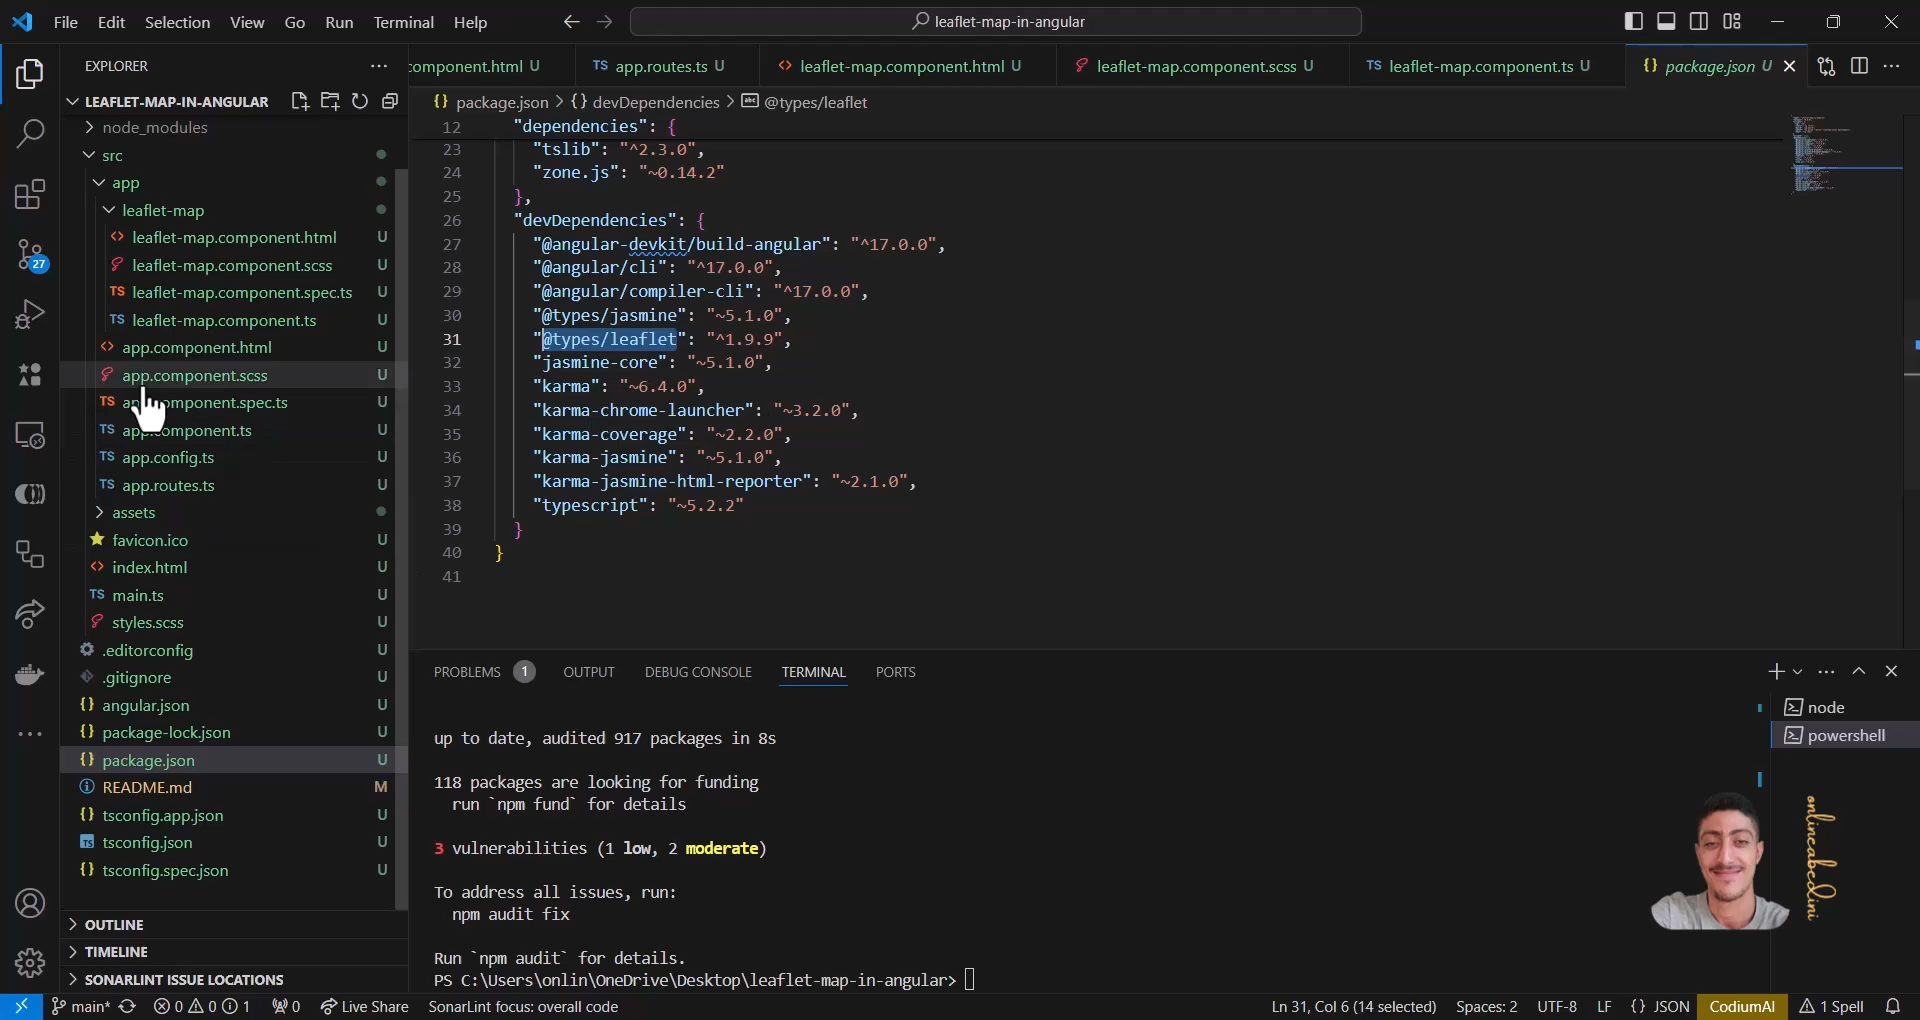 File Edit Selection View Go Run Terminal Help
leaflet-map-in-angular
EXPLORER
LEAFLET-MAP-IN-ANGULAR
node_modules
src
app
leaflet-map
leaflet-map.component.html U
leaflet-map.component.scss U
TS leaflet-map.component.spec.ts U
TS leaflet-map.component.ts U
app.component.html U
app.component.scss U
TS app.component.spec.ts U
TS app.component.ts U
TS app.config.ts U
TS app.routes.ts U
assets
favicon.ico U
index.html U
TS main.ts U
styles.scss U
.editorconfig U
.gitignore U
{} angular.json U
{} package-lock.json U
{} package.json U
README.md M
{} tsconfig.app.json U
TS tsconfig.json U
{} tsconfig.spec.json U
OUTLINE
TIMELINE
SONARLINT ISSUE LOCATIONS
27
component.html U
TS app.routes.ts U
<> leaflet-map.component.html U
leaflet-map.component.scss U
TS leaflet-map.component.ts U
{} package.json U
{} package.json > {} devDependencies > @types/leaflet
12 "dependencies": {
23 "tslib": "^2.3.0",
24 "zone.js": "~0.14.2"
25 },
26 "devDependencies": {
27 "@angular-devkit/build-angular": "^17.0.0",
28 "@angular/cli": "^17.0.0",
29 "@angular/compiler-cli": "^17.0.0",
30 "@types/jasmine": "~5.1.0",
31 "@types/leaflet": "^1.9.9",
32 "jasmine-core": "~5.1.0",
33 "karma": "~6.4.0",
34 "karma-chrome-launcher": "~3.2.0",
35 "karma-coverage": "~2.2.0",
36 "karma-jasmine": "~5.1.0",
37 "karma-jasmine-html-reporter": "~2.1.0",
38 "typescript": "~5.2.2"
39 }
40 }
41
PROBLEMS 1 OUTPUT DEBUG CONSOLE TERMINAL PORTS
up to date, audited 917 packages in 8s
118 packages are looking for funding
run `npm fund` for details
3 vulnerabilities (1 low, 2 moderate)
To address all issues, run:
npm audit fix
Run `npm audit` for details.
PS C:\Users\onlin\OneDrive\Desktop\leaflet-map-in-angular>
node
powershell
onlineabedini
main* 0 0 1 0 Live Share SonarLint focus: overall code
Ln 31, Col 6 (14 selected) Spaces: 2 UTF-8 LF {} JSON CodiumAI 1 Spell